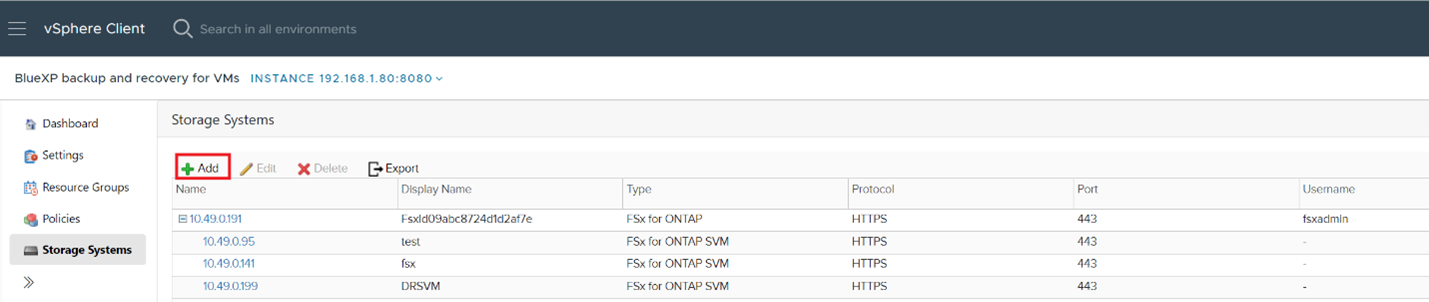 vSphere Client Search in all environments
BlueXP backup and recovery for VMs INSTANCE 192.168.1.80:8080
Dashboard
Settings
Resource Groups
Policies
Storage Systems
Storage Systems
Add Edit Delete Export
Name Display Name Type Protocol Port Username
10.49.0.191 FsxId09abc8724d1d2af7e FSx for ONTAP HTTPS 443 fsxadmin
10.49.0.95 test FSx for ONTAP SVM HTTPS 443 -
10.49.0.141 fsx FSx for ONTAP SVM HTTPS 443 -
10.49.0.199 DRSVM FSx for ONTAP SVM HTTPS 443 -